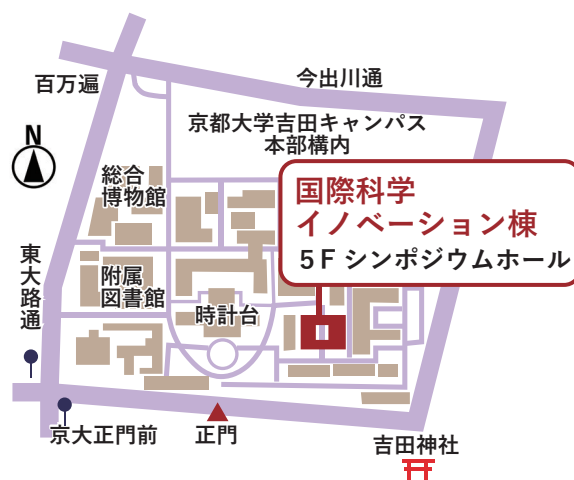 百万遍
今出川通
京都大学吉田キャンパス
本部構内
N
総合
博物館
国際科学
イノベーション棟
5F シンポジウムホール
東大路通
附属
図書館
時計台
京大正門前
正門
吉田神社